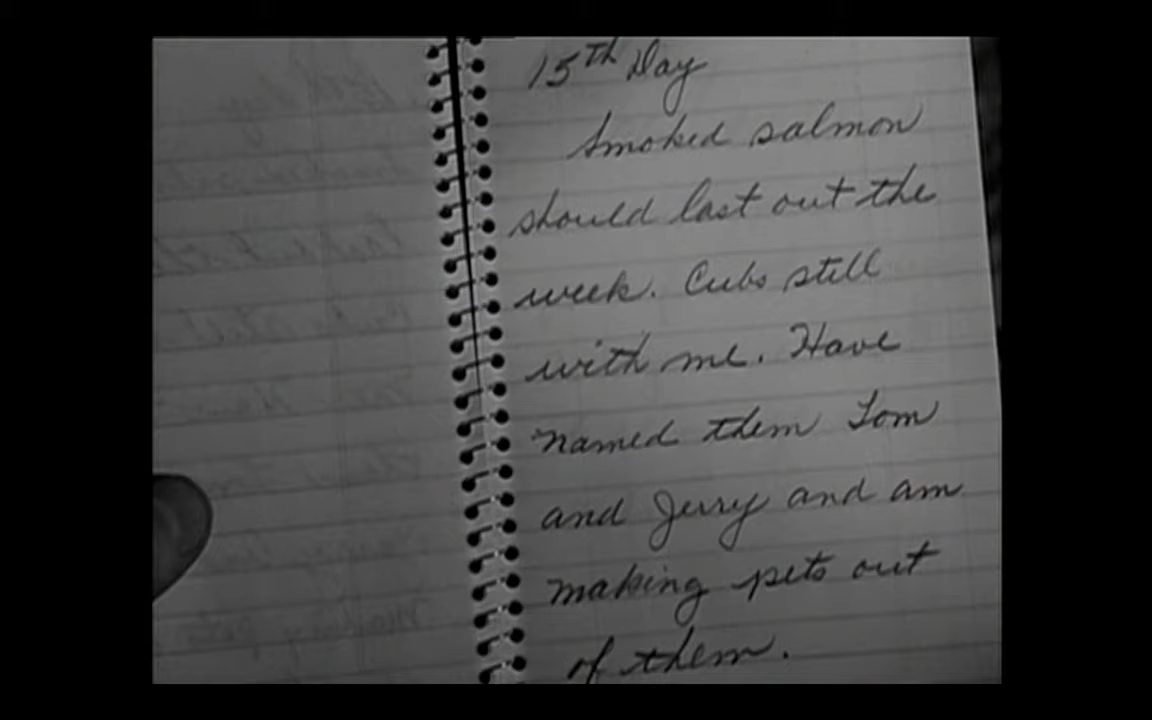 15th Day
Smoked salmon
should last out the
week. Cubs still
with me. Have
named them Tom
and Jerry and am
making pets out
of them.